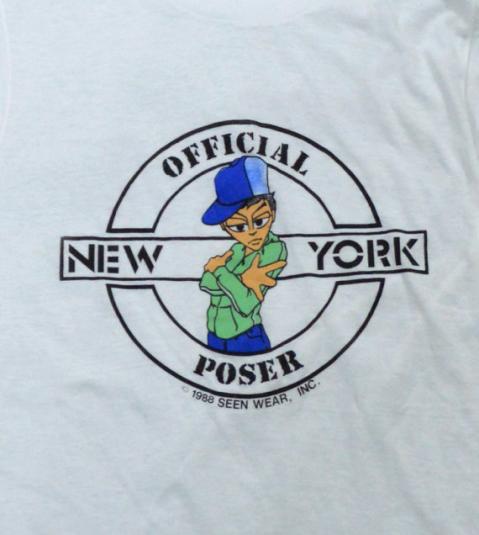 OFFICIAL
NEW YORK
POSER
© 1988 SEEN WEAR, INC.